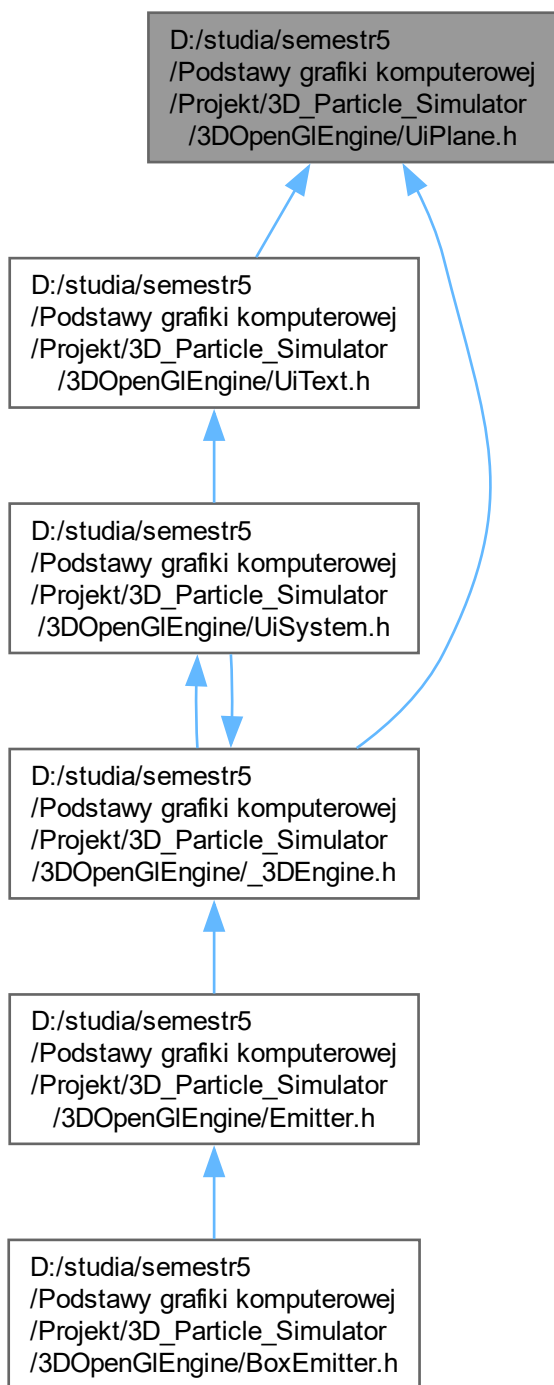 D:/studia/semestr5
/Podstawy grafiki komputerowej
/Projekt/3D_Particle_Simulator
/3DOpenGlEngine/UiPlane.h
D:/studia/semestr5
/Podstawy grafiki komputerowej
/Projekt/3D_Particle_Simulator
/3DOpenGlEngine/UiText.h
D:/studia/semestr5
/Podstawy grafiki komputerowej
/Projekt/3D_Particle_Simulator
/3DOpenGlEngine/UiSystem.h
D:/studia/semestr5
/Podstawy grafiki komputerowej
/Projekt/3D_Particle_Simulator
/3DOpenGlEngine/_3DEngine.h
D:/studia/semestr5
/Podstawy grafiki komputerowej
/Projekt/3D_Particle_Simulator
/3DOpenGlEngine/Emitter.h
D:/studia/semestr5
/Podstawy grafiki komputerowej
/Projekt/3D_Particle_Simulator
/3DOpenGlEngine/BoxEmitter.h